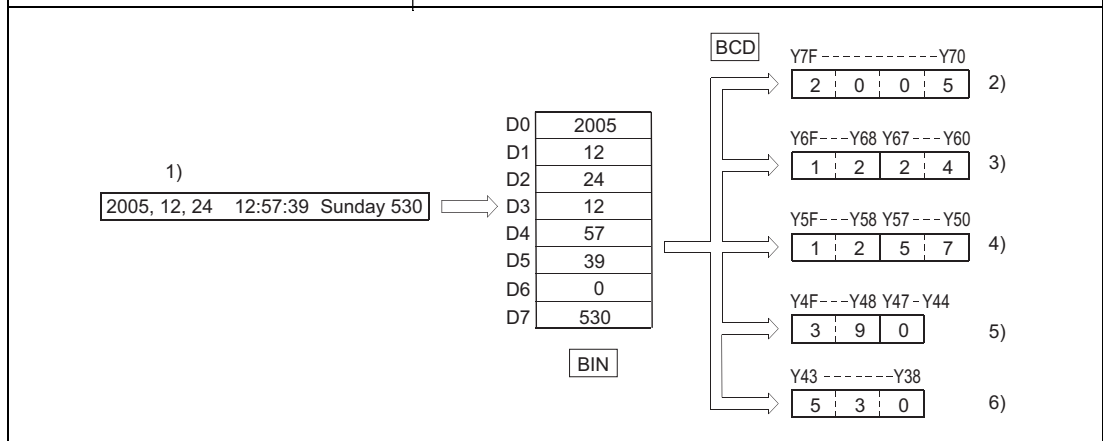 BCD
Y7F - - - - - - - - - - - Y70
2 0 0 5 2)
D0 2005
D1 12
Y6F - - - Y68 Y67 - - - Y60
1 2 2 4 3)
1)
D2 24
2005, 12, 24 12:57:39 Sunday 530
D3 12
Y5F - - - Y58 Y57 - - - Y50
D4 57
1 2 5 7 4)
D5 39
D6 0
D7 530
Y4F - - - Y48 Y47 - Y44
3 9 0 5)
BIN
Y43 - - - - - - - Y38
5 3 0 6)